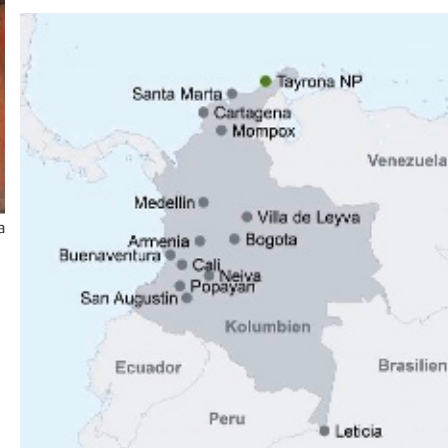 Tayrona NP
Santa Marta
Cartagena
Mompox
Venezuela
Medellin
Villa de Leyva
Armenia
Bogota
Buenaventura
Cali
Neiva
Popayan
San Augustin
Kolumbien
Ecuador
Brasilien
Peru
Leticia
a